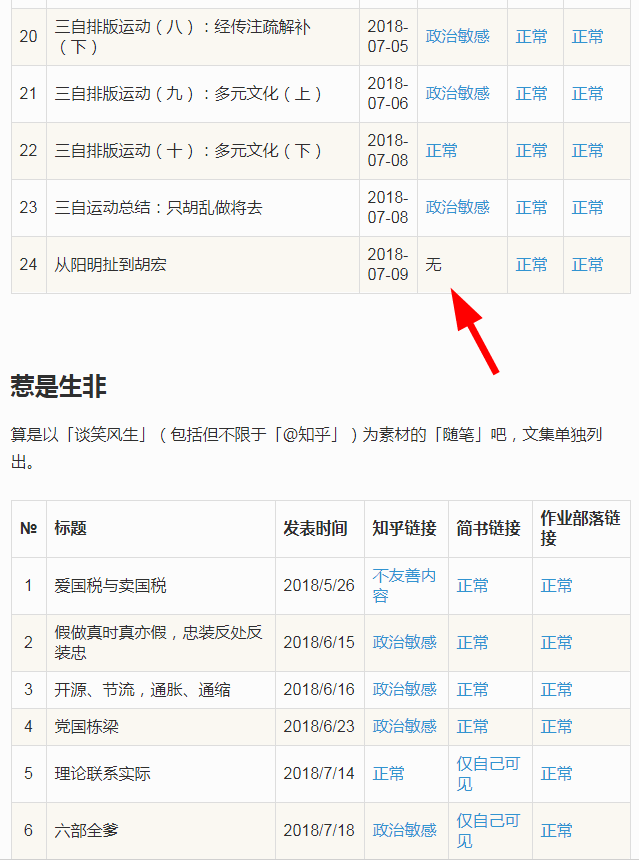 20 三自排版运动（八）：经传注疏解补（下） 2018-07-05 政治敏感 正常 正常
21 三自排版运动（九）：多元文化（上） 2018-07-06 政治敏感 正常 正常
22 三自排版运动（十）：多元文化（下） 2018-07-08 正常 正常 正常
23 三自运动总结：只胡乱做将去 2018-07-08 政治敏感 正常 正常
24 从阳明扯到胡宏 2018-07-09 无 正常 正常
惹是生非
算是以「谈笑风生」（包括但不限于「@知乎」）为素材的「随笔」吧，文集单独列
出。
№ 标题 发表时间 知乎链接 简书链接 作业部落链接
1 爱国税与卖国税 2018/5/26 不友善内容 正常 正常
2 假做真时真亦假，忠装反处反装忠 2018/6/15 政治敏感 正常 正常
3 开源、节流，通胀、通缩 2018/6/16 政治敏感 正常 正常
4 党国栋梁 2018/6/23 政治敏感 正常 正常
5 理论联系实际 2018/7/14 正常 仅自己可见 正常
6 六部全爹 2018/7/18 政治敏感 仅自己可见 正常